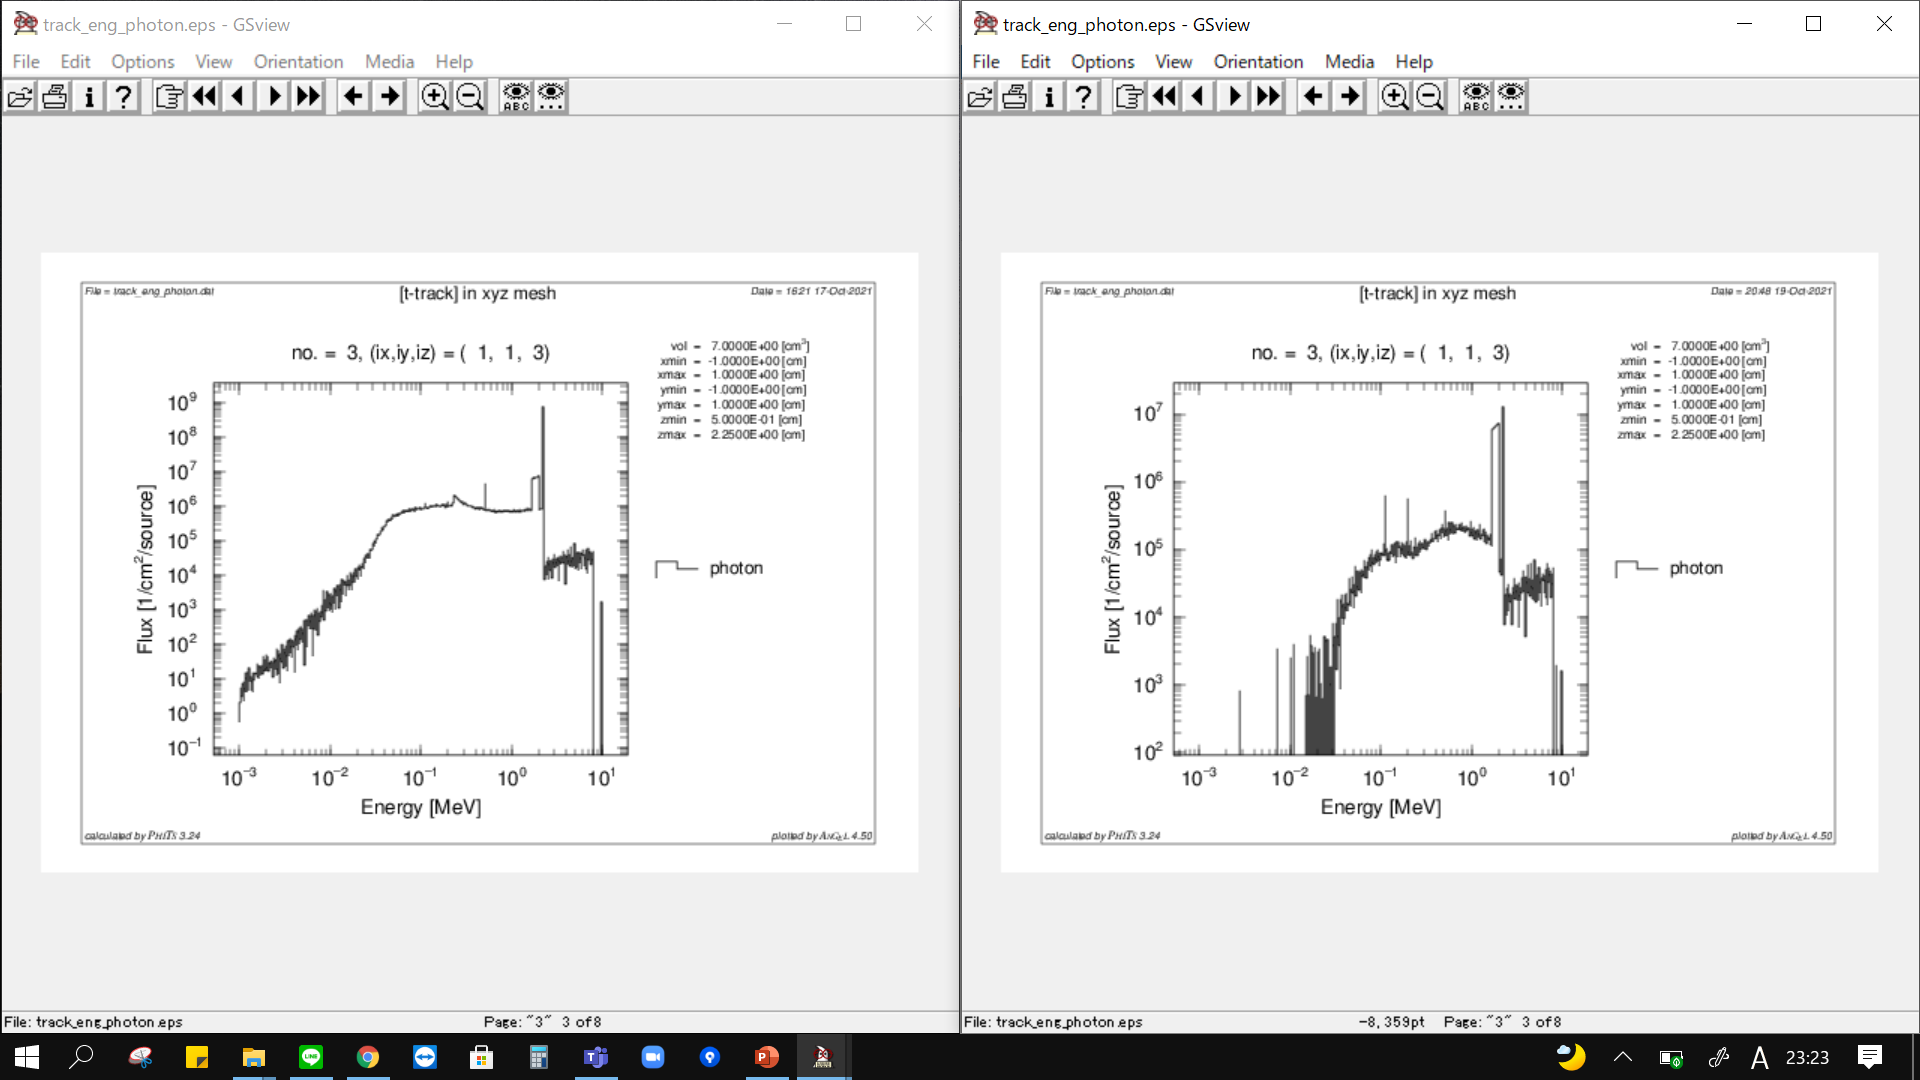 track_eng_photon.eps - GSview
File Edit Options View Orientation Media Help
File = track_eng_photon.dat
[t-track] in xyz mesh
Date = 16:21 17-Oct-2021
no. = 3, (ix,iy,iz) = ( 1, 1, 3)
vol = 7.0000E+00 [cm³]
xmin = -1.0000E+00 [cm]
xmax = 1.0000E+00 [cm]
ymin = -1.0000E+00 [cm]
ymax = 1.0000E+00 [cm]
zmin = 5.0000E-01 [cm]
zmax = 2.2500E+00 [cm]
10⁹
10⁸
10⁷
10⁶
10⁵
10⁴
10³
10²
10¹
10⁰
10⁻¹
Flux [1/cm²/source]
photon
10⁻³ 10⁻² 10⁻¹ 10⁰ 10¹
Energy [MeV]
calculated by PHITS 3.24
plotted by ANGEL 4.50
File: track_eng_photon.eps Page: "3" 3 of 8
track_eng_photon.eps - GSview
File Edit Options View Orientation Media Help
File = track_eng_photon.dat
[t-track] in xyz mesh
Date = 20:48 19-Oct-2021
no. = 3, (ix,iy,iz) = ( 1, 1, 3)
vol = 7.0000E+00 [cm³]
xmin = -1.0000E+00 [cm]
xmax = 1.0000E+00 [cm]
ymin = -1.0000E+00 [cm]
ymax = 1.0000E+00 [cm]
zmin = 5.0000E-01 [cm]
zmax = 2.2500E+00 [cm]
10⁷
10⁶
10⁵
10⁴
10³
10²
Flux [1/cm²/source]
photon
10⁻³ 10⁻² 10⁻¹ 10⁰ 10¹
Energy [MeV]
calculated by PHITS 3.24
plotted by ANGEL 4.50
File: track_eng_photon.eps -8, 359pt Page: "3" 3 of 8
A 23:23